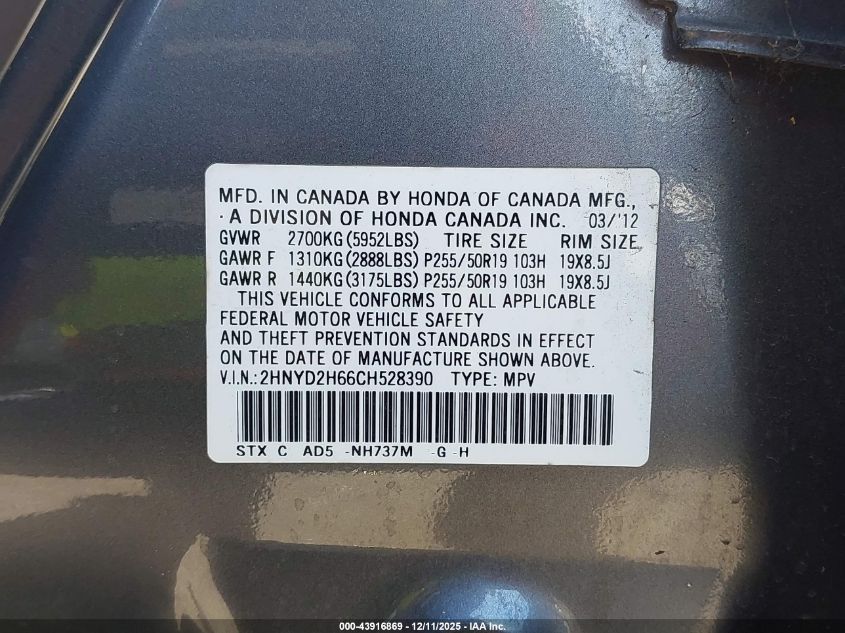 MFD. IN CANADA BY HONDA OF CANADA MFG.,
· A DIVISION OF HONDA CANADA INC. 03/'12
GVWR 2700KG(5952LBS) TIRE SIZE RIM SIZE
GAWR F 1310KG(2888LBS) P255/50R19 103H 19X8.5J
GAWR R 1440KG(3175LBS) P255/50R19 103H 19X8.5J
THIS VEHICLE CONFORMS TO ALL APPLICABLE
FEDERAL MOTOR VEHICLE SAFETY
AND THEFT PREVENTION STANDARDS IN EFFECT
ON THE DATE OF MANUFACTURE SHOWN ABOVE.
V.I.N.:2HNYD2H66CH528390 TYPE: MPV
STX C AD5 -NH737M -G -H
000-43916869 - 12/11/2025 - IAA Inc.